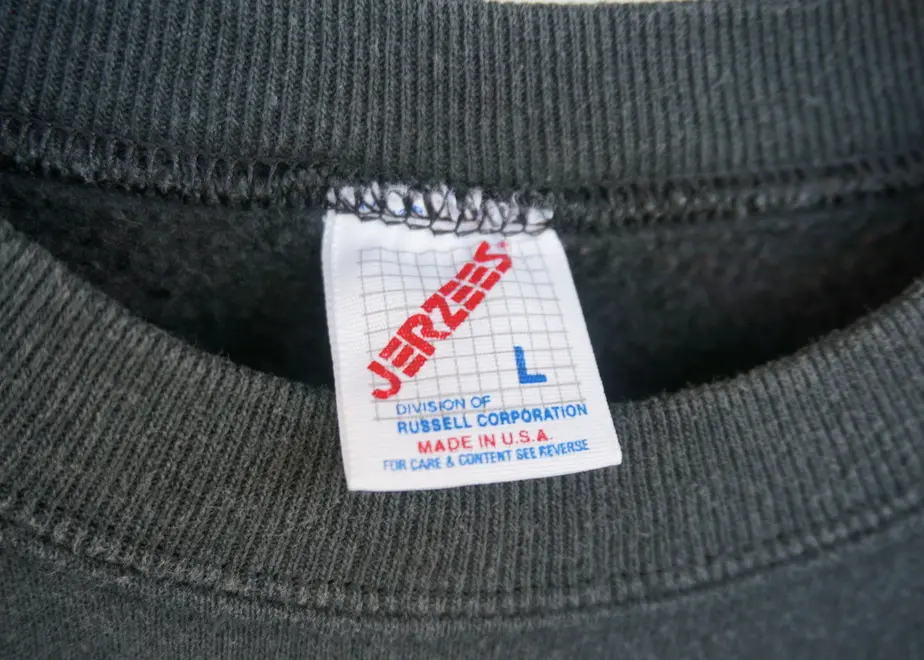 JERZEES®
L
DIVISION OF
RUSSELL CORPORATION
MADE IN U.S.A.
FOR CARE & CONTENT SEE REVERSE